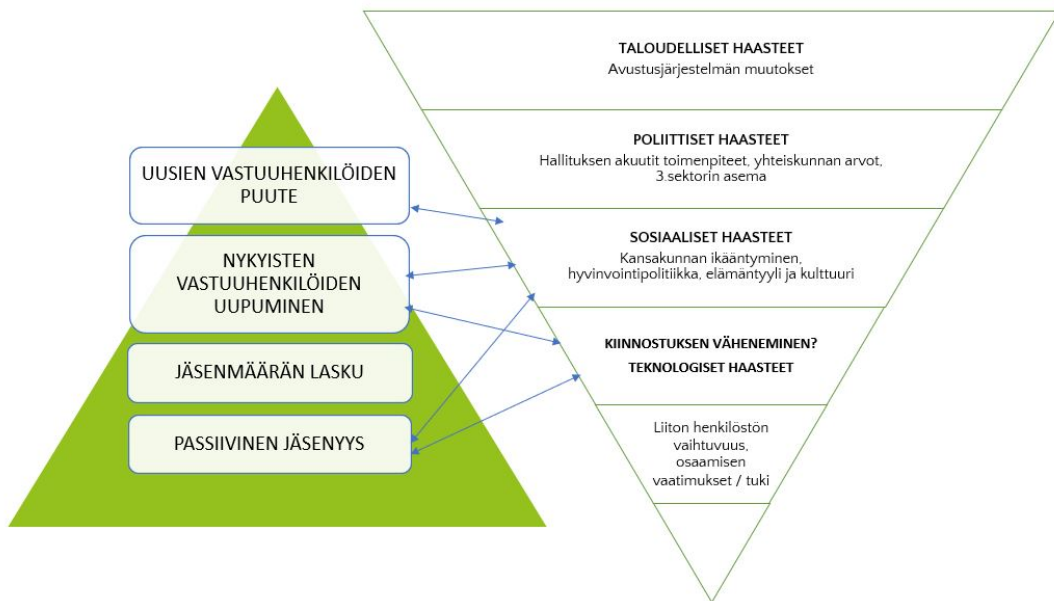 UUSIEN VASTUUHENKILÖIDEN
PUUTE
NYKYISTEN
VASTUUHENKILÖIDEN
UUPUMINEN
JÄSENMÄÄRÄN LASKU
PASSIIVINEN JÄSENYYS
TALOUDELLISET HAASTEET
Avustusjärjestelmän muutokset
POLIITTISET HAASTEET
Hallituksen akuutit toimenpiteet, yhteiskunnan arvot,
3.sektorin asema
SOSIAALISET HAASTEET
Kansakunnan ikääntyminen,
hyvinvointipolitiikka, elämäntyyli ja kulttuuri
KIINNOSTUKSEN VÄHENEMINEN?
TEKNOLOGISET HAASTEET
Liiton henkilöstön
vaihtuvuus,
osaamisen
vaatimukset / tuki